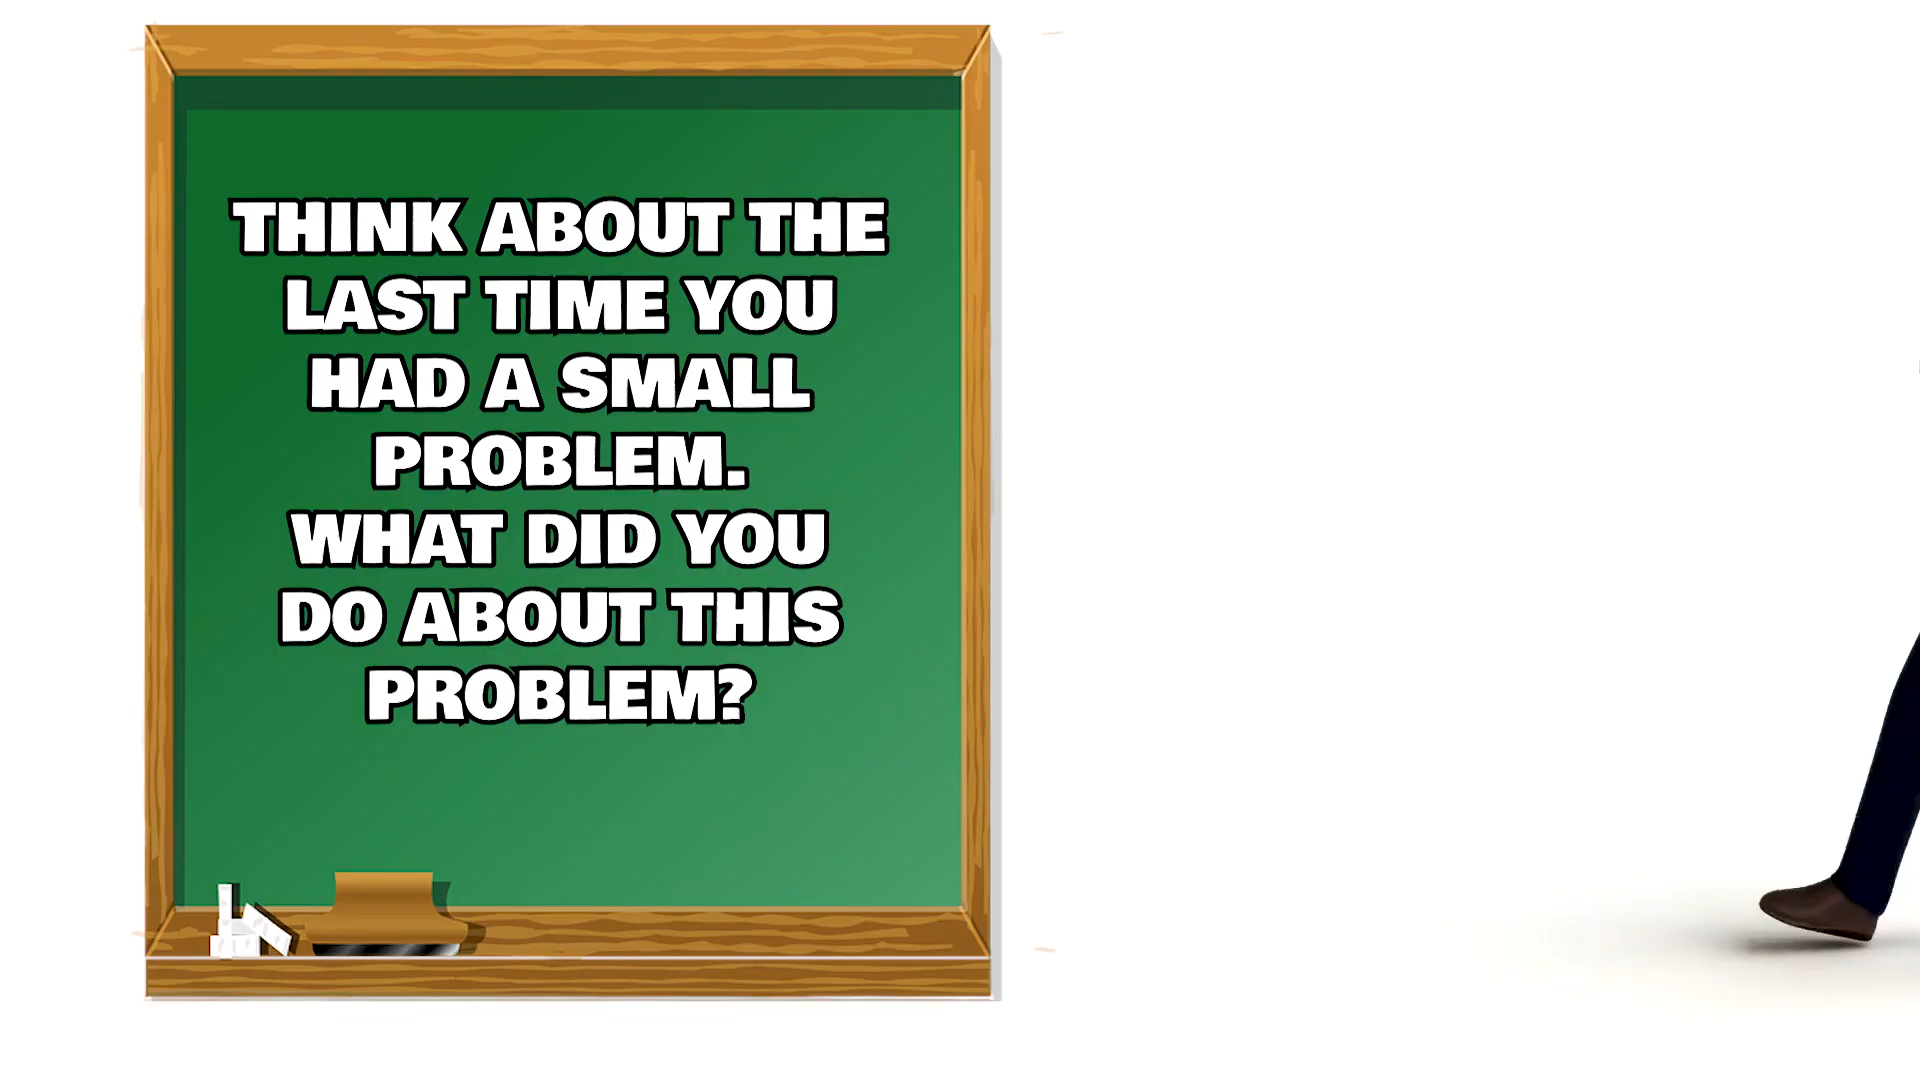 THINK ABOUT THE
LAST TIME YOU
HAD A SMALL
PROBLEM.
WHAT DID YOU
DO ABOUT THIS
PROBLEM?